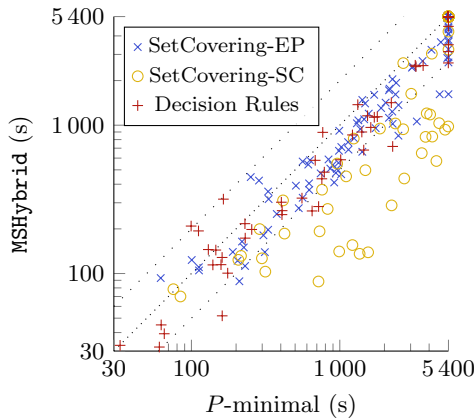 5 400
SetCovering-EP
SetCovering-SC
Decision Rules
1 000
100
30
30
100
1 000
5 400
MSHybrid (s)
P-minimal (s)